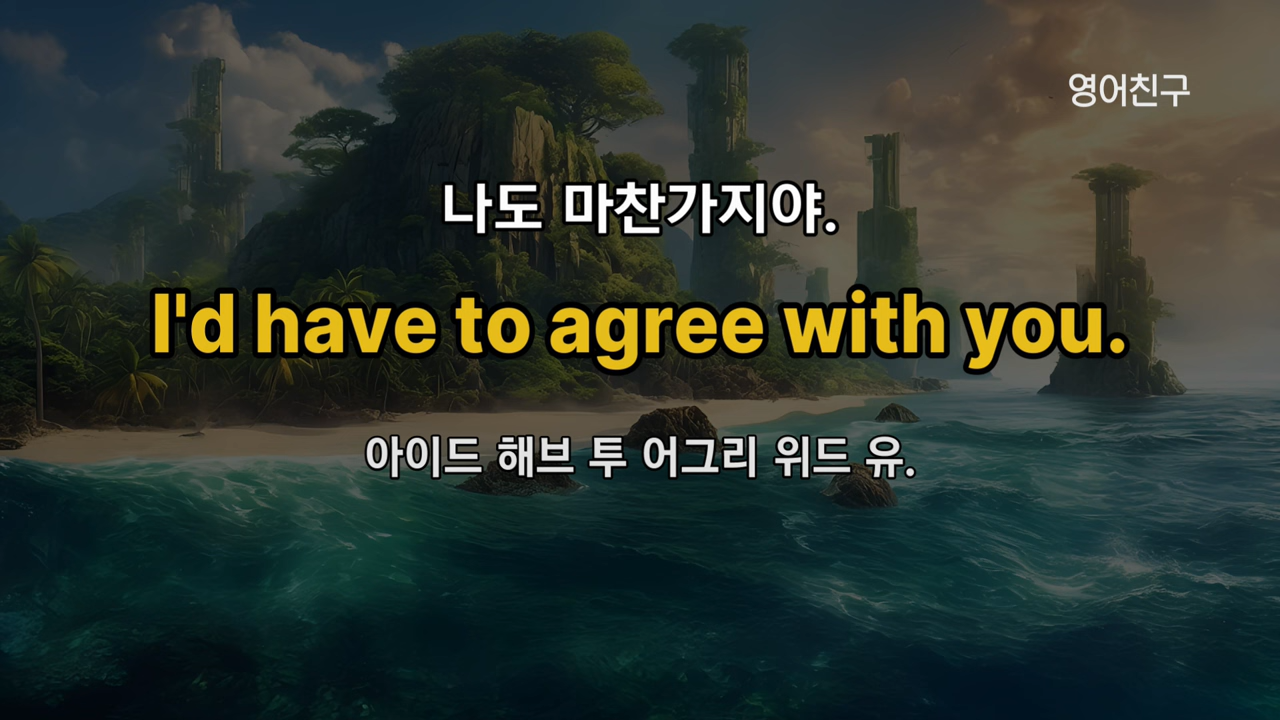 영어친구
나도 마찬가지야.
I'd have to agree with you.
아이드 해브 투 어그리 위드 유.